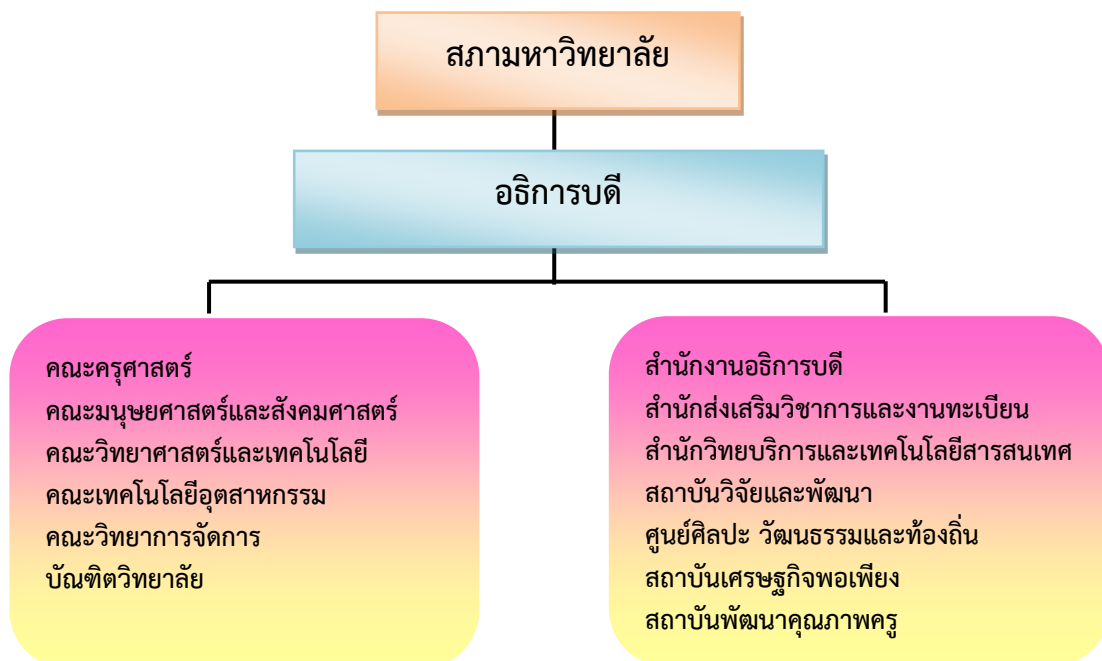 สภามหาวิทยาลัย
อธิการบดี
คณะครุศาสตร์
คณะมนุษยศาสตร์และสังคมศาสตร์
คณะวิทยาศาสตร์และเทคโนโลยี
คณะเทคโนโลยีอุตสาหกรรม
คณะวิทยาการจัดการ
บัณฑิตวิทยาลัย
สำนักงานอธิการบดี
สำนักส่งเสริมวิชาการและงานทะเบียน
สำนักวิทยบริการและเทคโนโลยีสารสนเทศ
สถาบันวิจัยและพัฒนา
ศูนย์ศิลปะ วัฒนธรรมและท้องถิ่น
สถาบันเศรษฐกิจพอเพียง
สถาบันพัฒนาคุณภาพครู